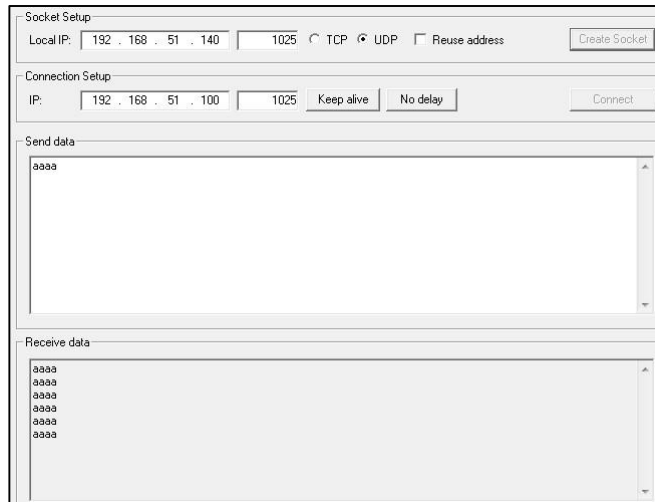 Socket Setup
Local IP: 192 . 168 . 51 . 140 1025 TCP UDP Reuse address Create Socket
Connection Setup
IP: 192 . 168 . 51 . 100 1025 Keep alive No delay Connect
Send data
aaaa
Receive data
aaaa
aaaa
aaaa
aaaa
aaaa
aaaa